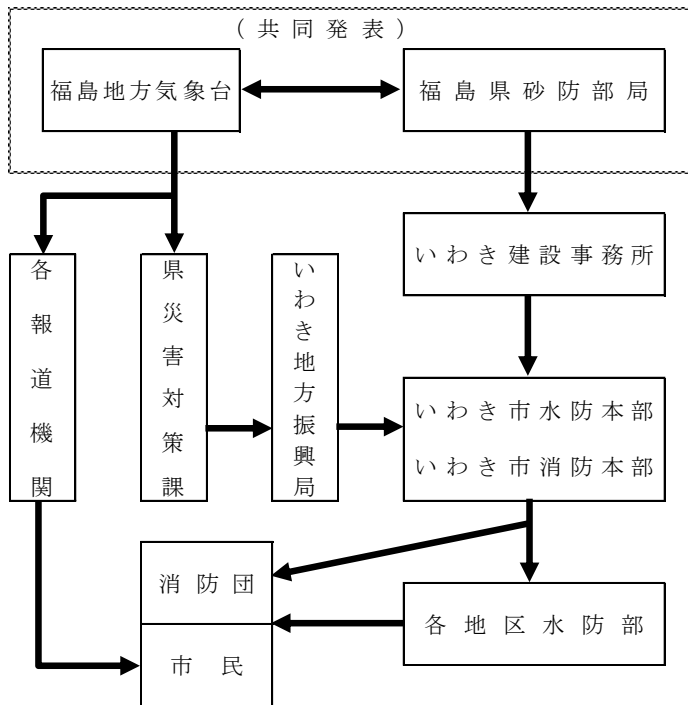 (共同発表)
福島地方気象台
福島県砂防部局
いわき建設事務所
各報道機関
県災害対策課
いわき地方振興局
いわき市水防本部
いわき市消防本部
消防団
市民
各地区水防部